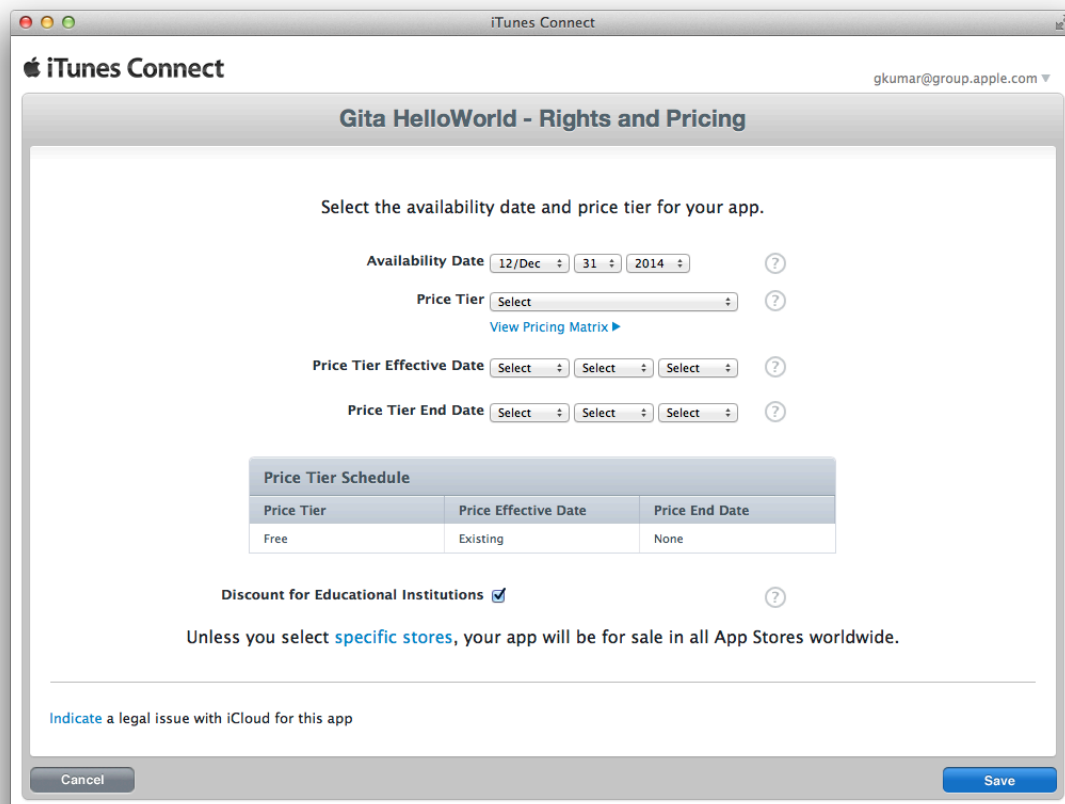 iTunes Connect
iTunes Connect
gkumar@group.apple.com
Gita HelloWorld - Rights and Pricing
Select the availability date and price tier for your app.
Availability Date 12/Dec 31 2014 ?
Price Tier Select ?
View Pricing Matrix
Price Tier Effective Date Select Select Select ?
Price Tier End Date Select Select Select ?
Price Tier Schedule
Price Tier Price Effective Date Price End Date
Free Existing None
Discount for Educational Institutions ?
Unless you select specific stores, your app will be for sale in all App Stores worldwide.
Indicate a legal issue with iCloud for this app
Cancel Save